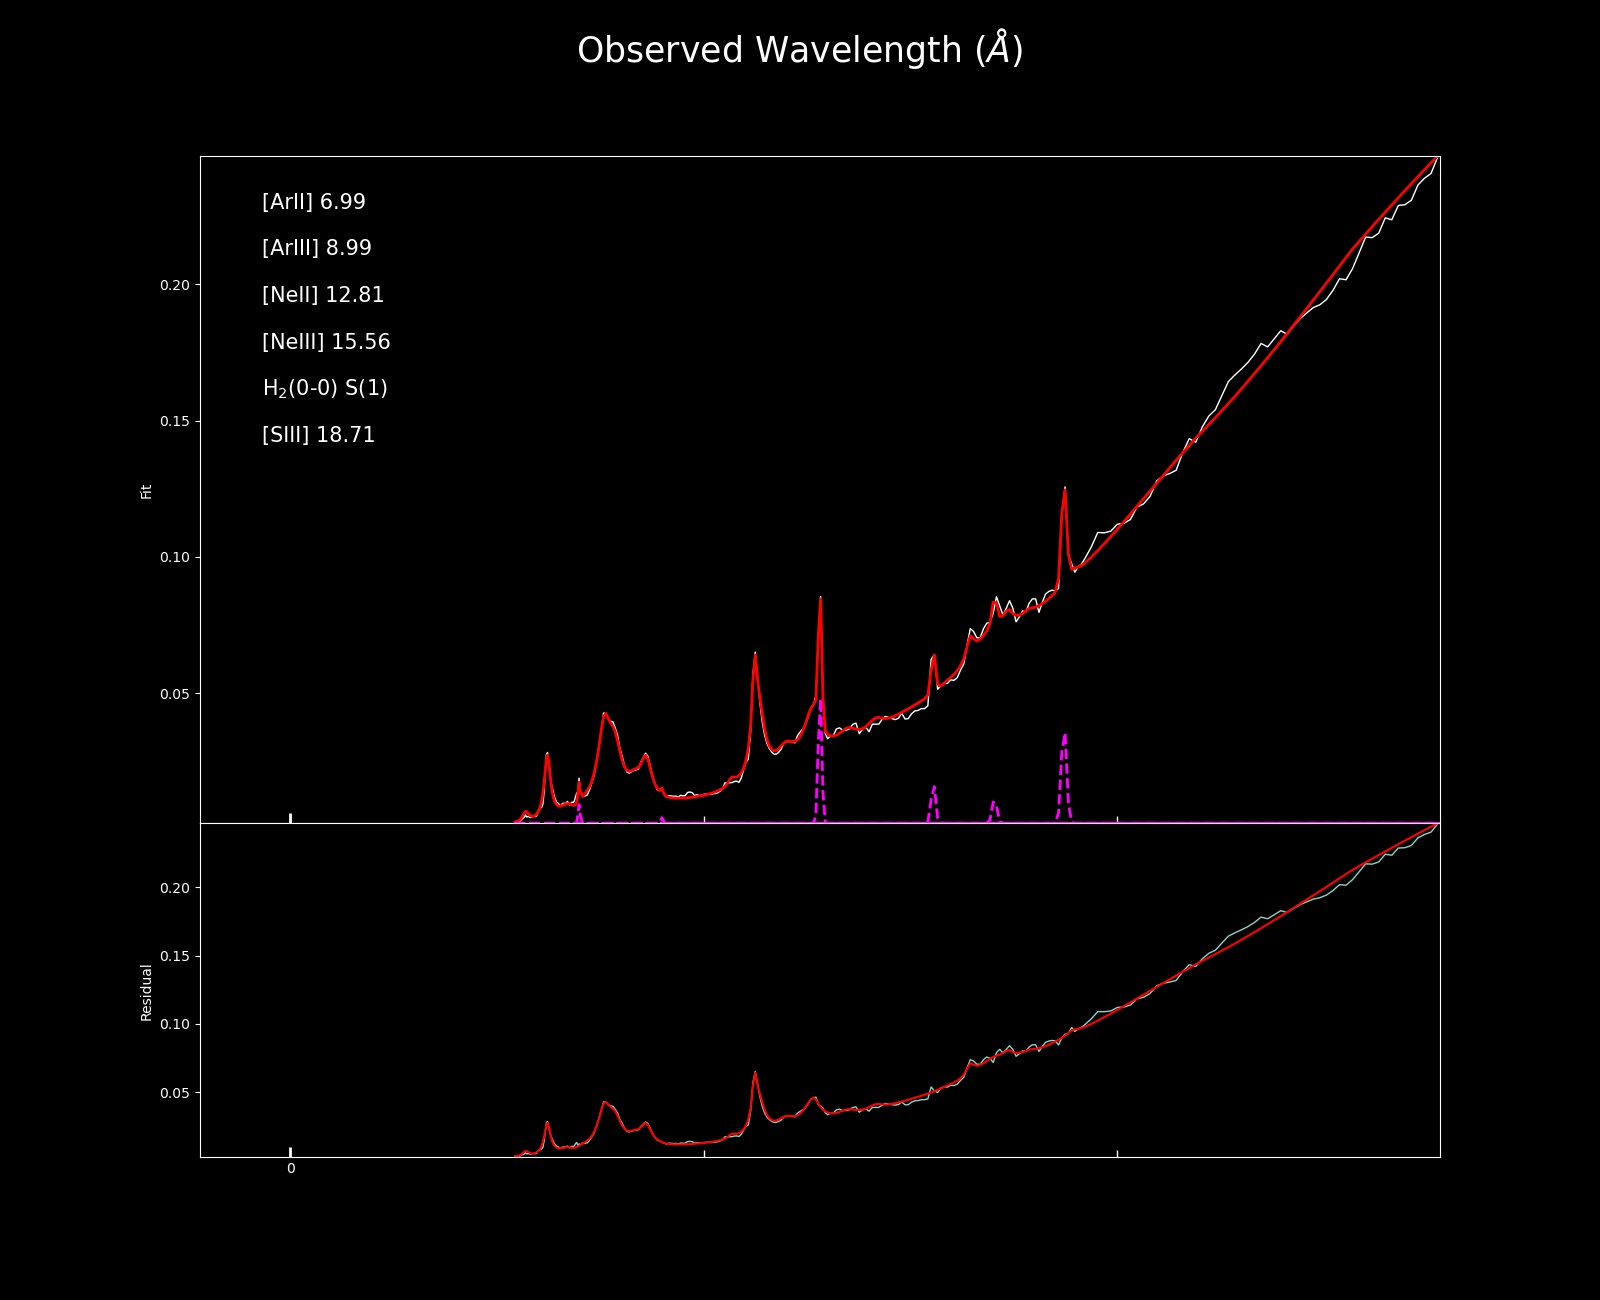 Observed Wavelength (Å)
[ArII] 6.99
[ArIII] 8.99
[NeII] 12.81
[NeIII] 15.56
H₂(0-0) S(1)
[SIII] 18.71
0.20
0.15
0.10
0.05
Fit
0.20
0.15
0.10
0.05
Residual
0